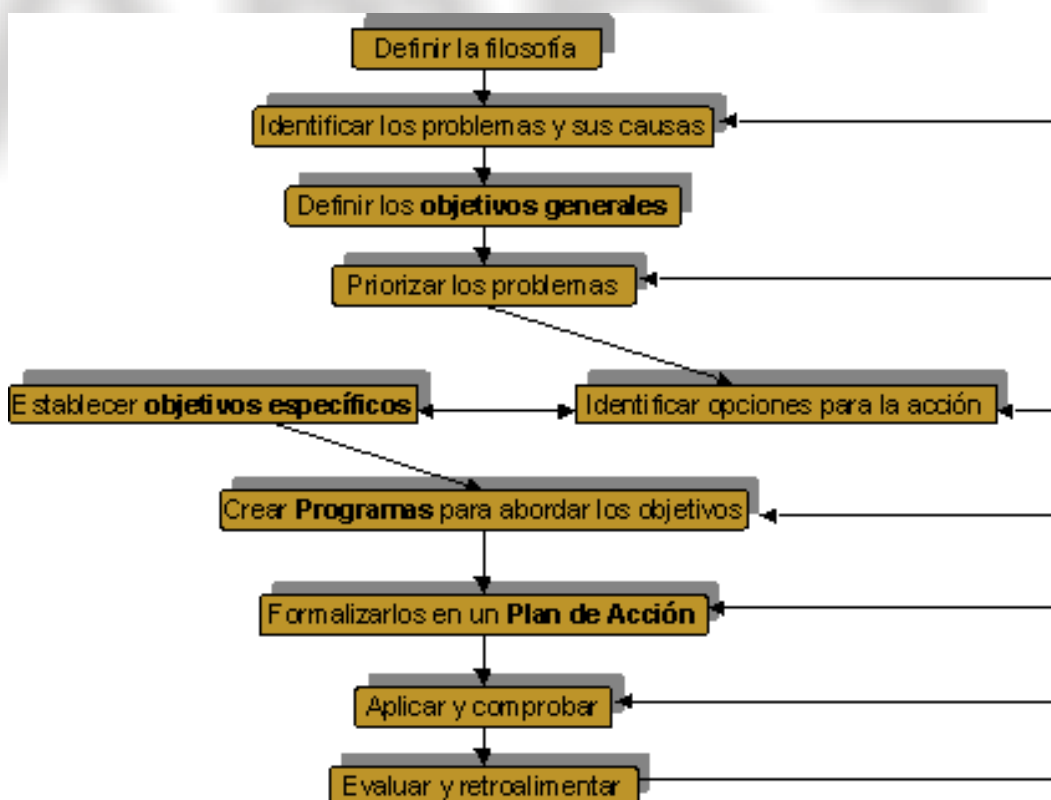 Definir la filosofía
Identificar los problemas y sus causas
Definir los objetivos generales
Priorizar los problemas
Establecer objetivos específicos
Identificar opciones para la acción
Crear Programas para abordar los objetivos
Formalizarlos en un Plan de Acción
Aplicar y comprobar
Evaluar y retroalimentar